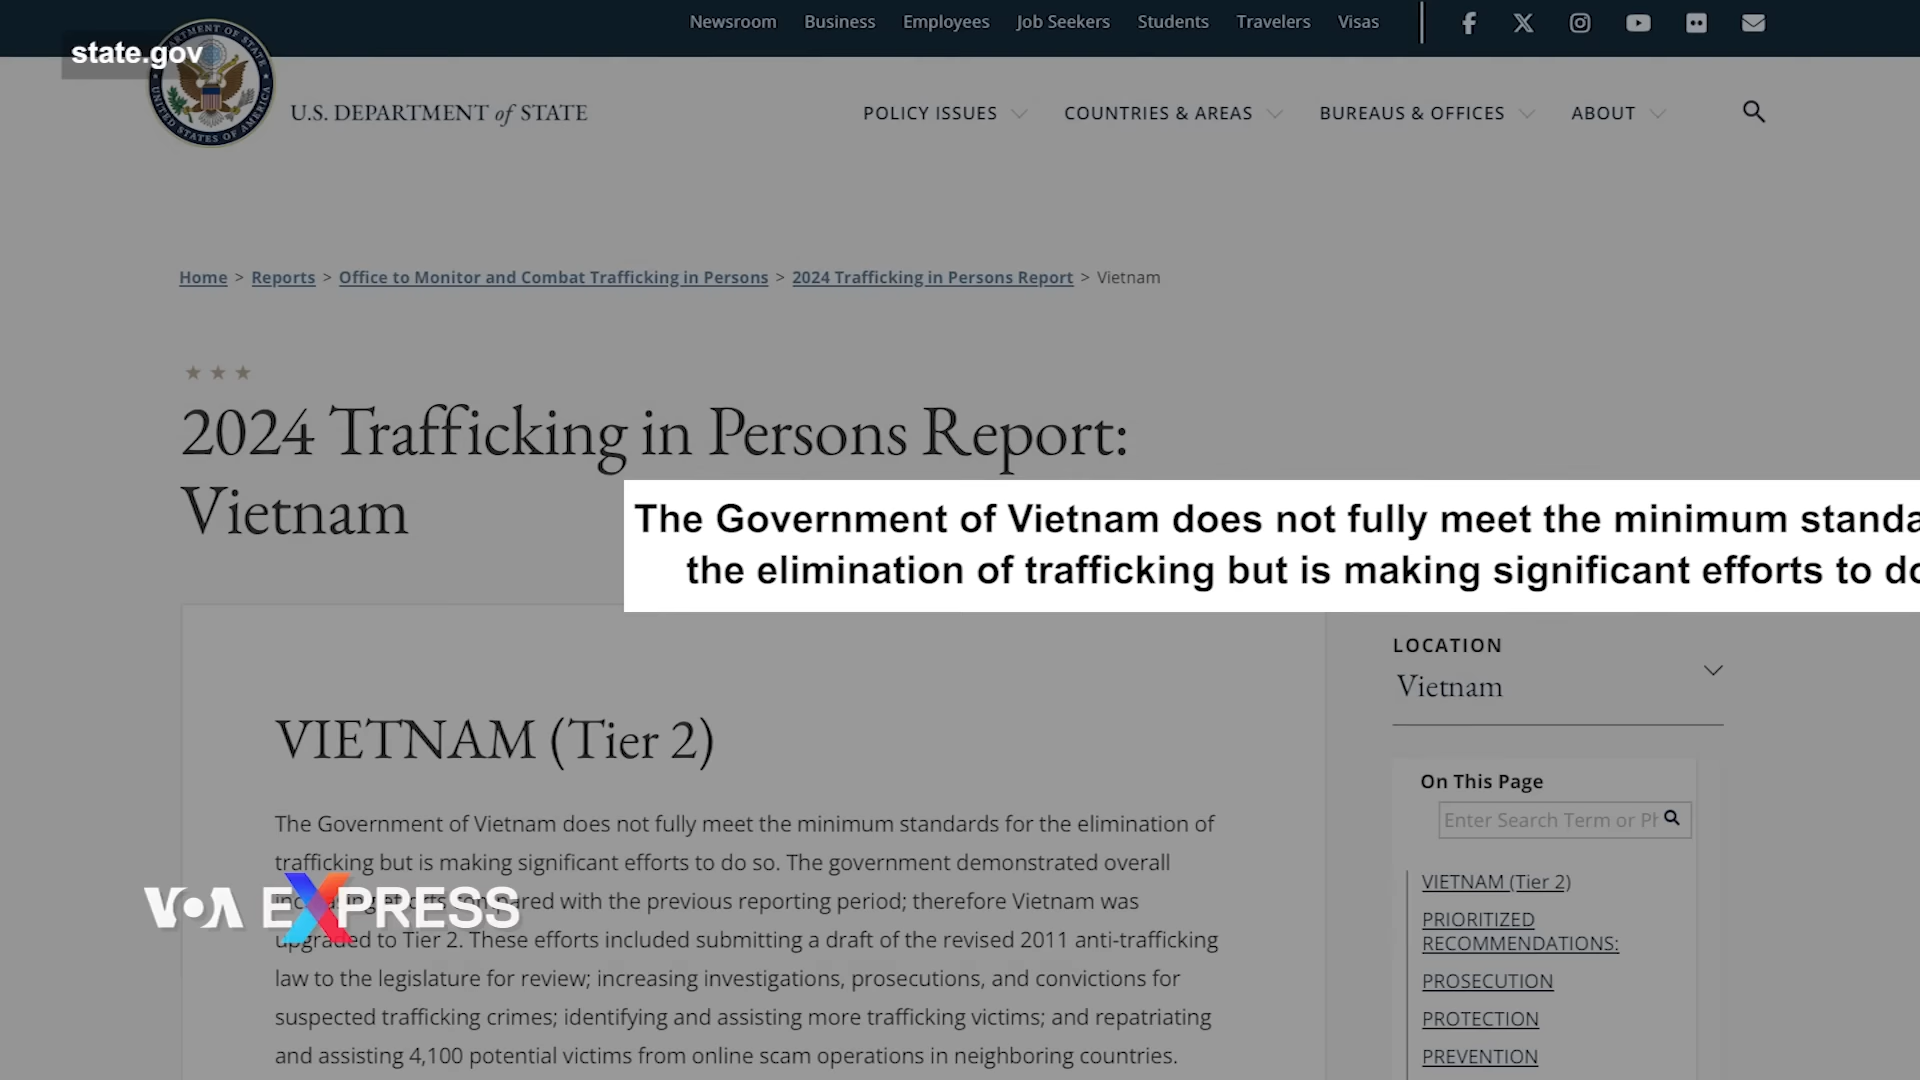 Newsroom Business Employees Job Seekers Students Travelers Visas
state.gov
U.S. DEPARTMENT of STATE
POLICY ISSUES COUNTRIES & AREAS BUREAUS & OFFICES ABOUT
Home > Reports > Office to Monitor and Combat Trafficking in Persons > 2024 Trafficking in Persons Report > Vietnam
2024 Trafficking in Persons Report:
Vietnam
The Government of Vietnam does not fully meet the minimum
the elimination of trafficking but is making significant efforts to
LOCATION
Vietnam
VIETNAM (Tier 2)
The Government of Vietnam does not fully meet the minimum standards for the elimination of
trafficking but is making significant efforts to do so. The government demonstrated overall
increasing efforts compared with the previous reporting period; therefore Vietnam was
upgraded to Tier 2. These efforts included submitting a draft of the revised 2011 anti-trafficking
law to the legislature for review; increasing investigations, prosecutions, and convictions for
suspected trafficking crimes; identifying and assisting more trafficking victims; and repatriating
and assisting 4,100 potential victims from online scam operations in neighboring countries.
VOA EXPRESS
On This Page
Enter Search Term or
VIETNAM (Tier 2)
PRIORITIZED
RECOMMENDATIONS:
PROSECUTION
PROTECTION
PREVENTION